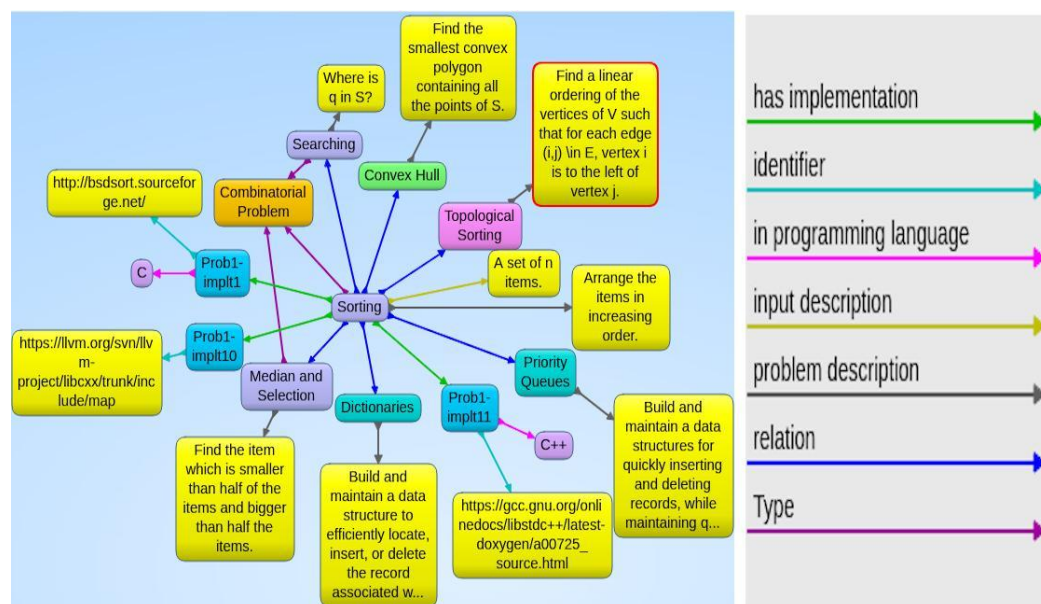 Find the
smallest convex
polygon
containing all
the points of S.
Where is
q in S?
Find a linear
ordering of the
vertices of V such
that for each edge
(i,j) \in E, vertex i
is to the left of
vertex j.
Searching
Convex Hull
http://bsdsort.sourcefor
ge.net/
Combinatorial
Problem
Topological
Sorting
A set of n
items.
C
Prob1-
implt1
Sorting
Arrange the
items in
increasing
order.
https://llvm.org/svn/llv
m-
project/libcxx/trunk/inc
lude/map
Prob1-
implt10
Median and
Selection
Dictionaries
Prob1-
implt11
Priority
Queues
C++
Build and
maintain a data
structures for
quickly inserting
and deleting
records, while
maintaining q...
Find the item
which is smaller
than half of the
items and bigger
than half the
items.
Build and
maintain a data
structure to
efficiently locate,
insert, or delete
the record
associated w...
https://gcc.gnu.org/onli
nedocs/libstdc++/latest-
doxygen/a00725_
source.html
has implementation
identifier
in programming language
input description
problem description
relation
Type